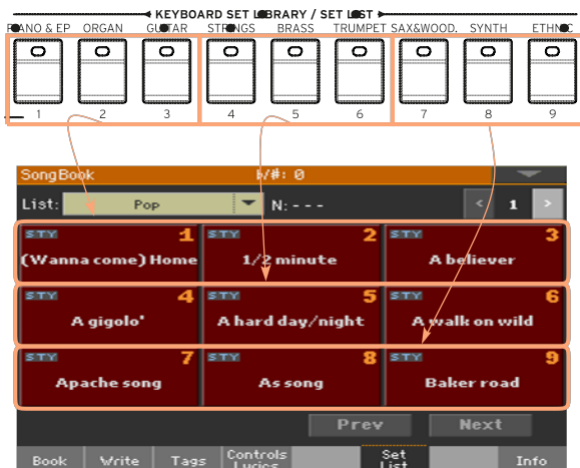 KEYBOARD SET LIBRARY / SET LIST
PIANO & EP ORGAN GUITAR STRINGS BRASS TRUMPET SAX&WOOD. SYNTH ETHNIC
1 2 3 4 5 6 7 8 9
SongBook ♭/#: 0
List: Pop N:--- < 1 >
STY 1 STY 2 STY 3
(Wanna come) Home 1/2 minute A believer
STY 4 STY 5 STY 6
A gigolo' A hard day/night A walk on wild
STY 7 STY 8 STY 9
Apache song As song Baker road
Prev Next
Book Write Tags Controls Lyrics Set List Info